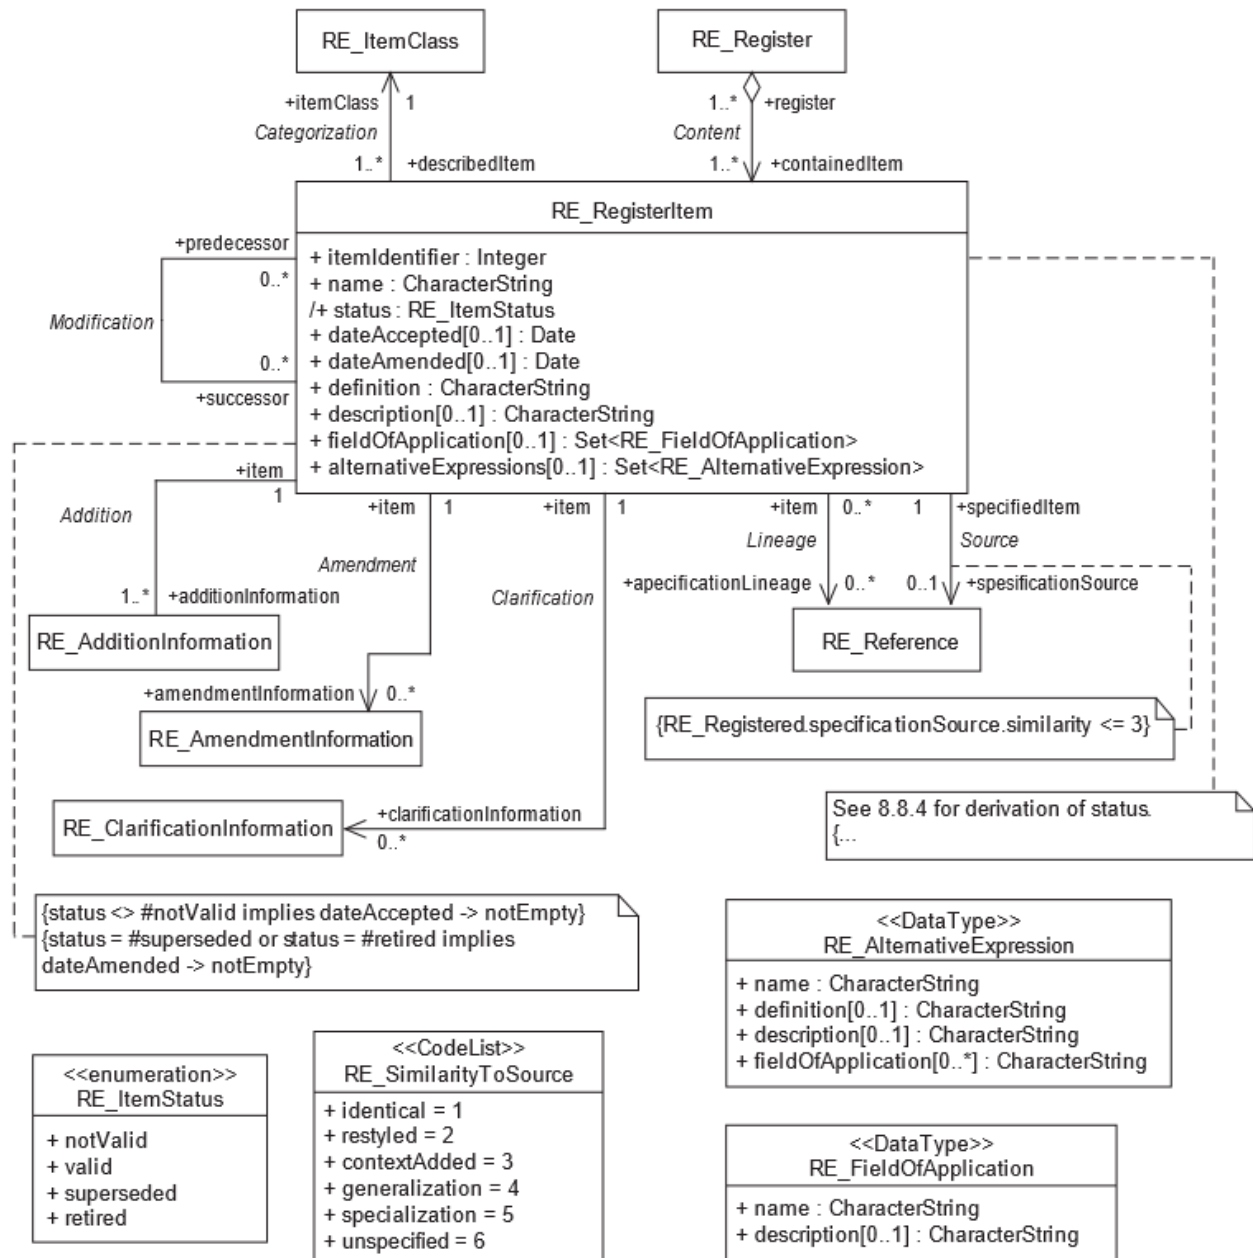 RE_ItemClass
RE_Register
+itemClass
1
Categorization
1..*
+describedItem
1..*
+register
Content
1..*
+containedItem
RE_RegisterItem
+ itemIdentifier : Integer
+ name : CharacterString
/+ status : RE_ItemStatus
+ dateAccepted[0..1] : Date
+ dateAmended[0..1] : Date
+ definition : CharacterString
+ description[0..1] : CharacterString
+ fieldOfApplication[0..1] : Set<RE_FieldOfApplication>
+ alternativeExpressions[0..1] : Set<RE_AlternativeExpression>
+predecessor
0..*
Modification
0..*
+successor
+item
1
Addition
1..*
+additionInformation
RE_AdditionInformation
+item
1
Amendment
+amendmentInformation
0..*
RE_AmendmentInformation
+item
1
Clarification
+clarificationInformation
0..*
RE_ClarificationInformation
+item
0..*
Lineage
+apecificationLineage
0..*
1
+specifiedItem
Source
0..1
+spesificationSource
RE_Reference
{RE_Registered.specificationSource.similarity <= 3}
See 8.8.4 for derivation of status.
{...
{status <> #notValid implies dateAccepted -> notEmpty}
{status = #superseded or status = #retired implies
dateAmended -> notEmpty}
<<DataType>>
RE_AlternativeExpression
+ name : CharacterString
+ definition[0..1] : CharacterString
+ description[0..1] : CharacterString
+ fieldOfApplication[0..*] : CharacterString
<<enumeration>>
RE_ItemStatus
+ notValid
+ valid
+ superseded
+ retired
<<CodeList>>
RE_SimilarityToSource
+ identical = 1
+ restyled = 2
+ contextAdded = 3
+ generalization = 4
+ specialization = 5
+ unspecified = 6
<<DataType>>
RE_FieldOfApplication
+ name : CharacterString
+ description[0..1] : CharacterString